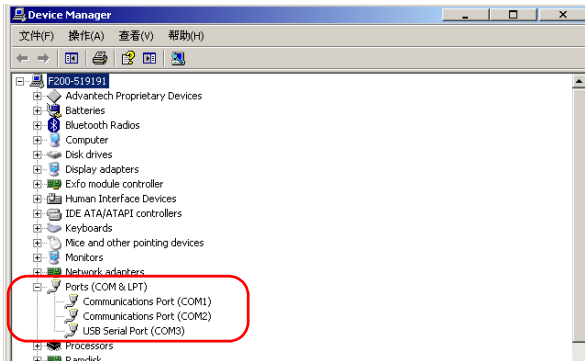 Device Manager
文件(F) 操作(A) 查看(V) 帮助(H)
F200-519191
Advantech Proprietary Devices
Batteries
Bluetooth Radios
Computer
Disk drives
Display adapters
Exfo module controller
Human Interface Devices
IDE ATA/ATAPI controllers
Keyboards
Mice and other pointing devices
Monitors
Network adapters
Ports (COM & LPT)
Communications Port (COM1)
Communications Port (COM2)
USB Serial Port (COM3)
Processors
Ramdisk